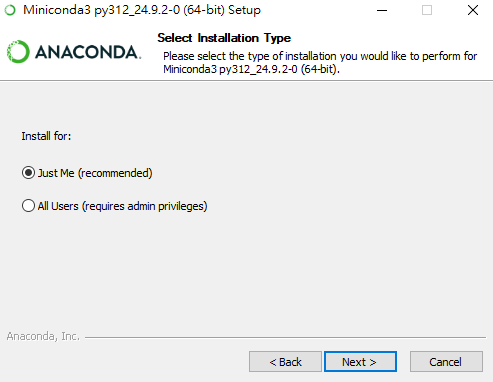 Miniconda3 py312_24.9.2-0 (64-bit) Setup
ANACONDA.
Select Installation Type
Please select the type of installation you would like to perform for
Miniconda3 py312_24.9.2-0 (64-bit).
Install for:
Just Me (recommended)
All Users (requires admin privileges)
Anaconda, Inc.
< Back
Next >
Cancel